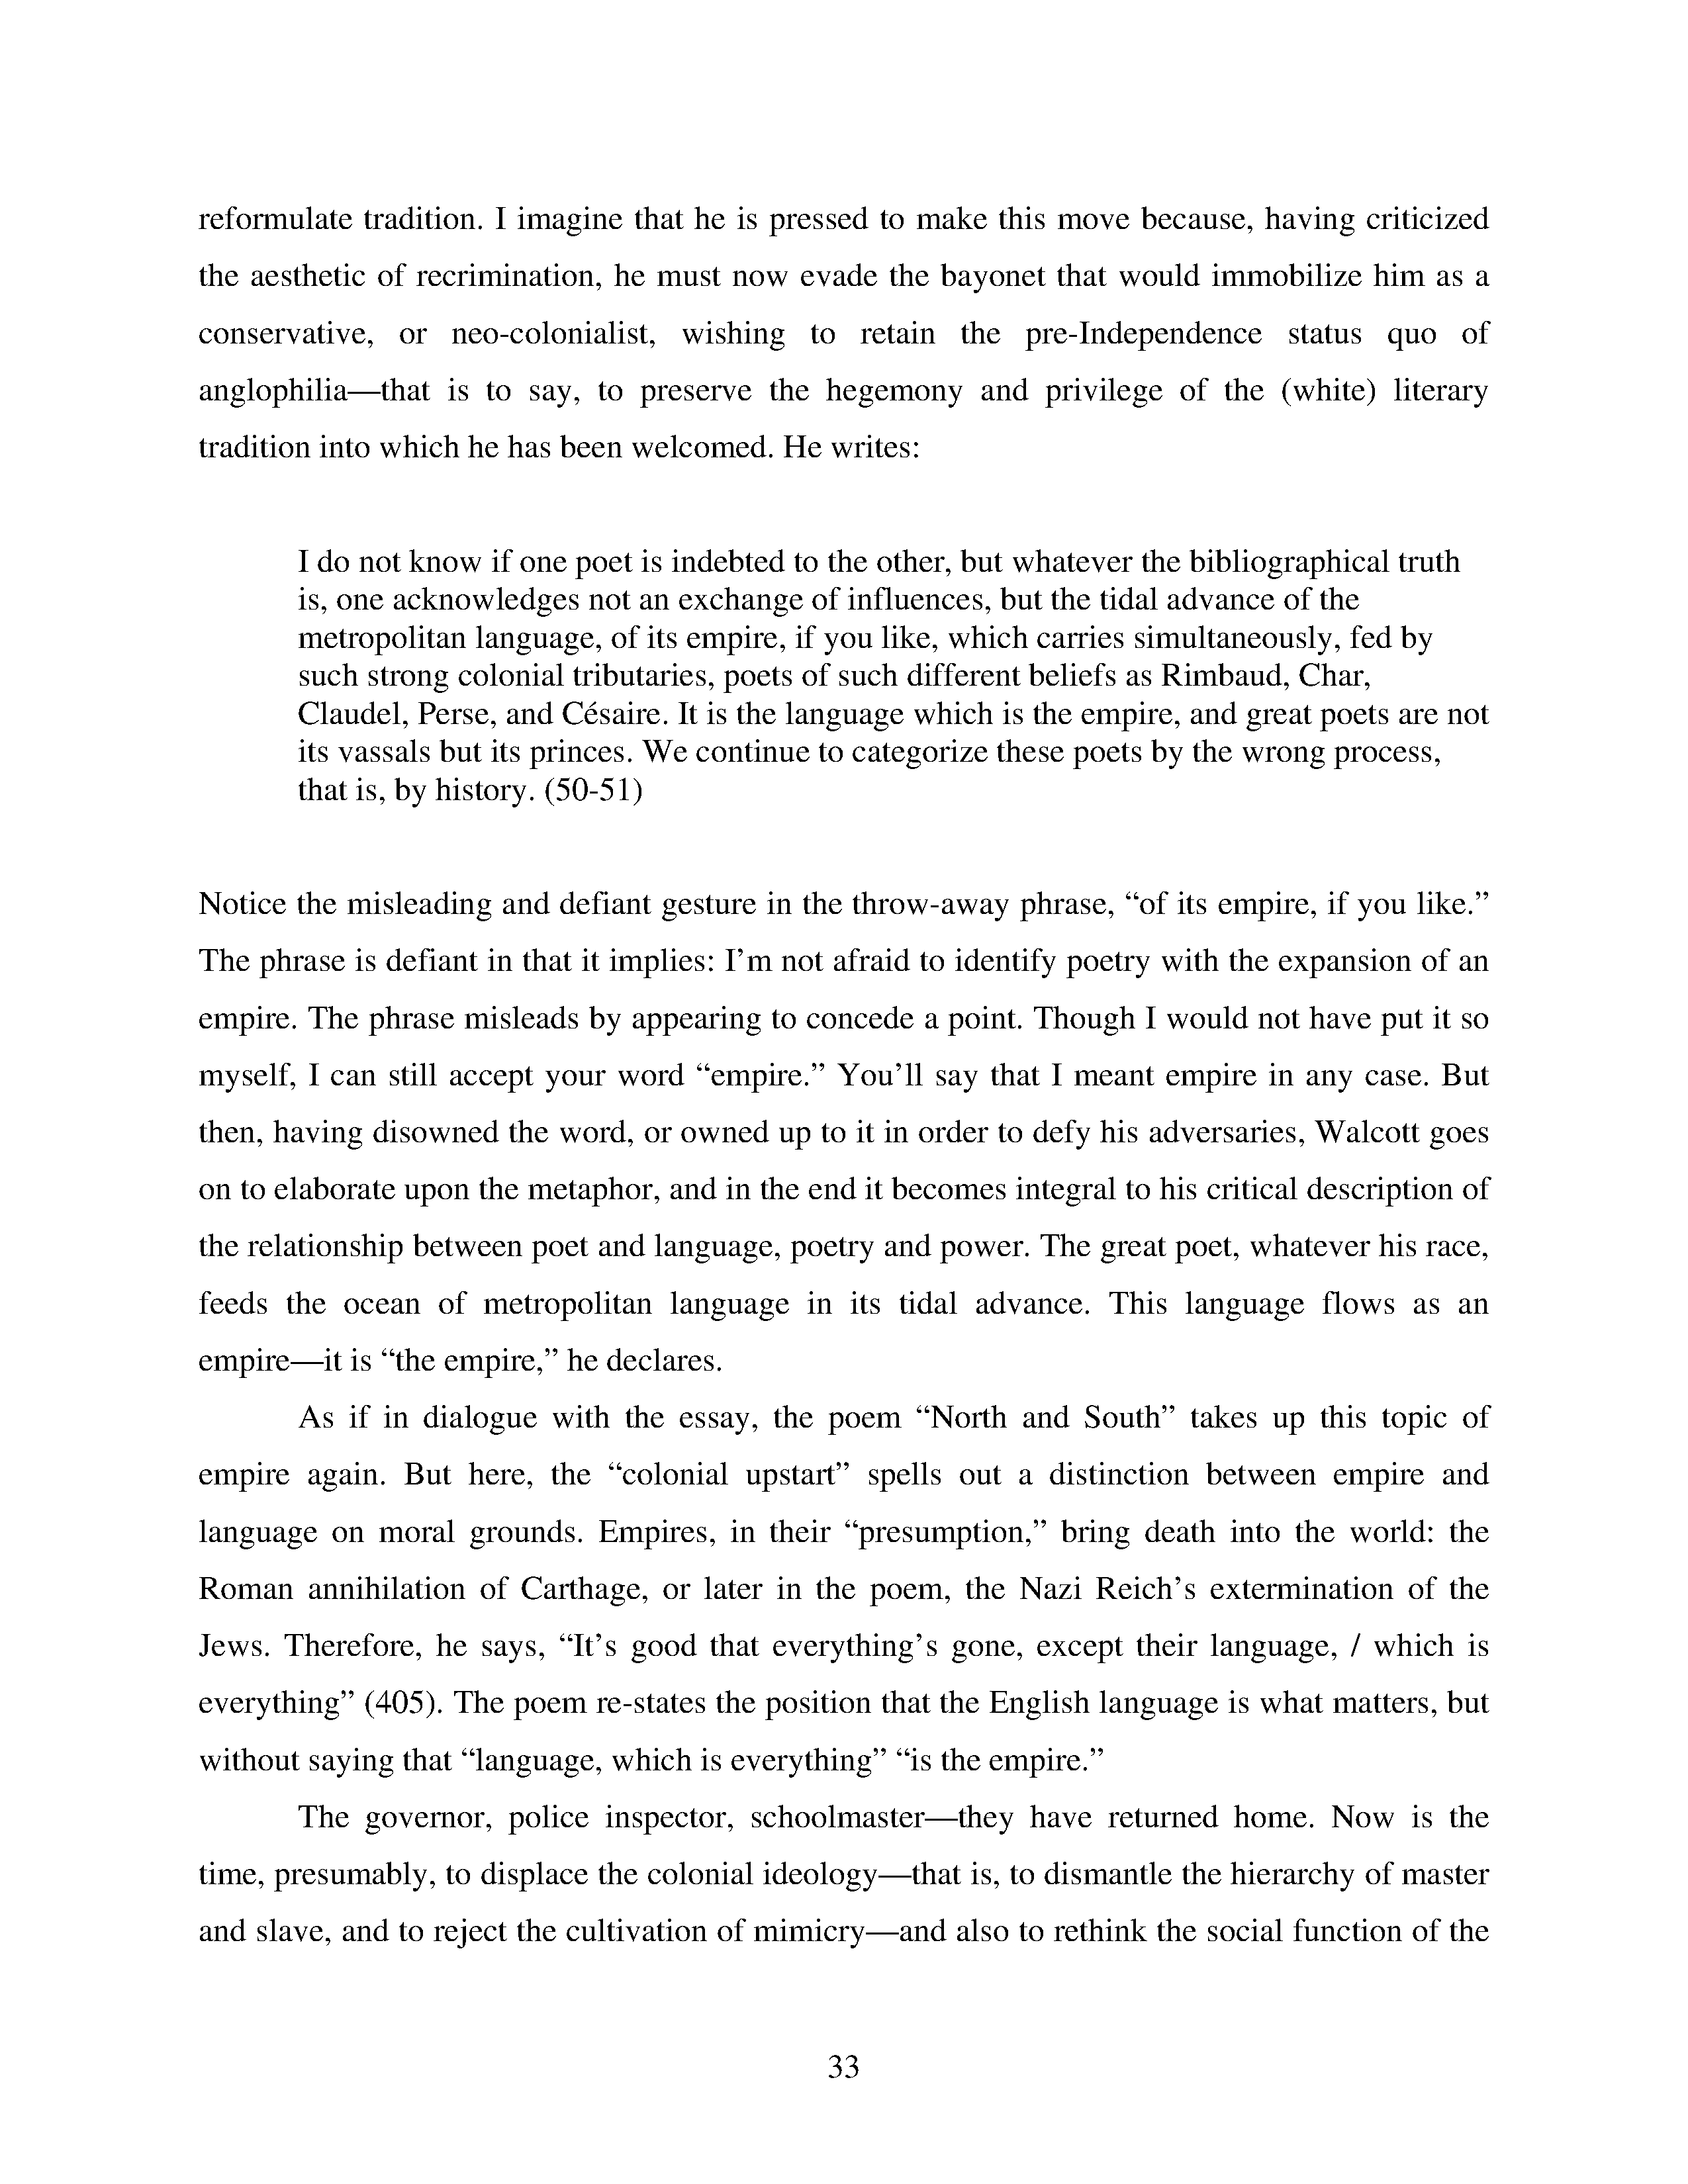 reformulate tradition. I imagine that he is pressed to make this move because, having criticized
the aesthetic of recrimination, he must now evade the bayonet that would immobilize him as a
conservative, or neo-colonialist, wishing to retain the pre-Independence status quo of
anglophilia—that is to say, to preserve the hegemony and privilege of the (white) literary
tradition into which he has been welcomed. He writes:
I do not know if one poet is indebted to the other, but whatever the bibliographical truth
is, one acknowledges not an exchange of influences, but the tidal advance of the
metropolitan language, of its empire, if you like, which carries simultaneously, fed by
such strong colonial tributaries, poets of such different beliefs as Rimbaud, Char,
Claudel, Perse, and Césaire. It is the language which is the empire, and great poets are not
its vassals but its princes. We continue to categorize these poets by the wrong process,
that is, by history. (50-51)
Notice the misleading and defiant gesture in the throw-away phrase, “of its empire, if you like.”
The phrase is defiant in that it implies: I’m not afraid to identify poetry with the expansion of an
empire. The phrase misleads by appearing to concede a point. Though I would not have put it so
myself, I can still accept your word “empire.” You’ll say that I meant empire in any case. But
then, having disowned the word, or owned up to it in order to defy his adversaries, Walcott goes
on to elaborate upon the metaphor, and in the end it becomes integral to his critical description of
the relationship between poet and language, poetry and power. The great poet, whatever his race,
feeds the ocean of metropolitan language in its tidal advance. This language flows as an
empire—it is “the empire,” he declares.
As if in dialogue with the essay, the poem “North and South” takes up this topic of
empire again. But here, the “colonial upstart” spells out a distinction between empire and
language on moral grounds. Empires, in their “presumption,” bring death into the world: the
Roman annihilation of Carthage, or later in the poem, the Nazi Reich’s extermination of the
Jews. Therefore, he says, “It’s good that everything’s gone, except their language, / which is
everything” (405). The poem re-states the position that the English language is what matters, but
without saying that “language, which is everything” “is the empire.”
The governor, police inspector, schoolmaster—they have returned home. Now is the
time, presumably, to displace the colonial ideology—that is, to dismantle the hierarchy of master
and slave, and to reject the cultivation of mimicry—and also to rethink the social function of the
33